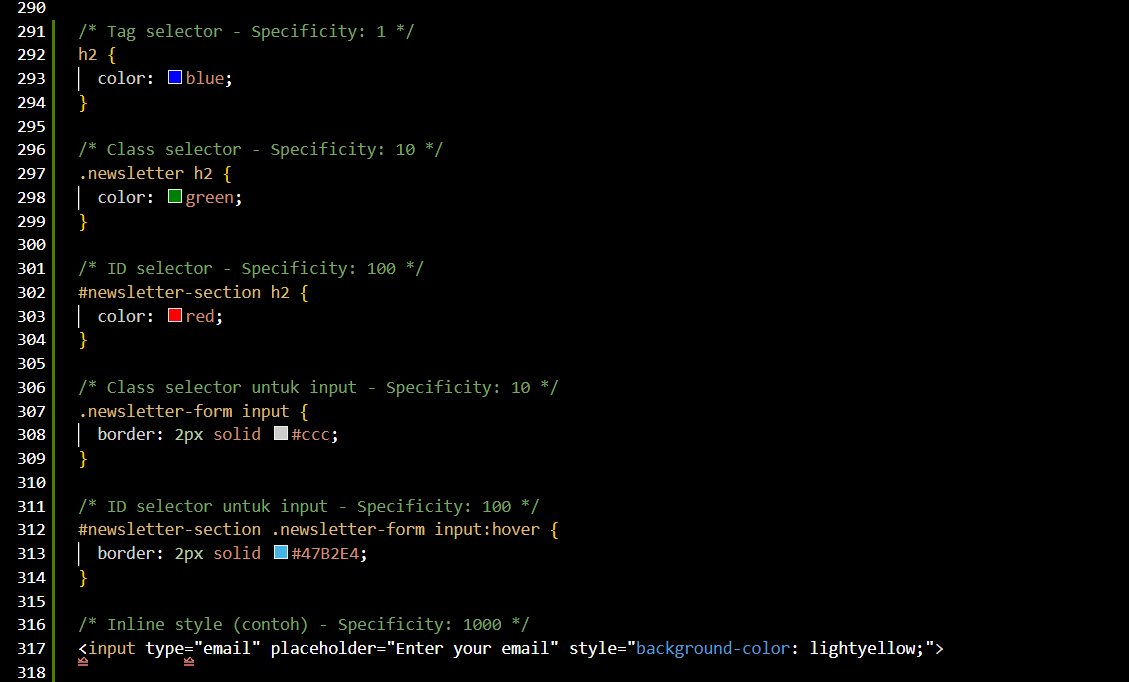 290
291 /* Tag selector - Specificity: 1 */
292 h2 {
293 color: blue;
294 }
295
296 /* Class selector - Specificity: 10 */
297 .newsletter h2 {
298 color: green;
299 }
300
301 /* ID selector - Specificity: 100 */
302 #newsletter-section h2 {
303 color: red;
304 }
305
306 /* Class selector untuk input - Specificity: 10 */
307 .newsletter-form input {
308 border: 2px solid #ccc;
309 }
310
311 /* ID selector untuk input - Specificity: 100 */
312 #newsletter-section .newsletter-form input:hover {
313 border: 2px solid #47B2E4;
314 }
315
316 /* Inline style (contoh) - Specificity: 1000 */
317 <input type="email" placeholder="Enter your email" style="background-color: lightyellow;">
318